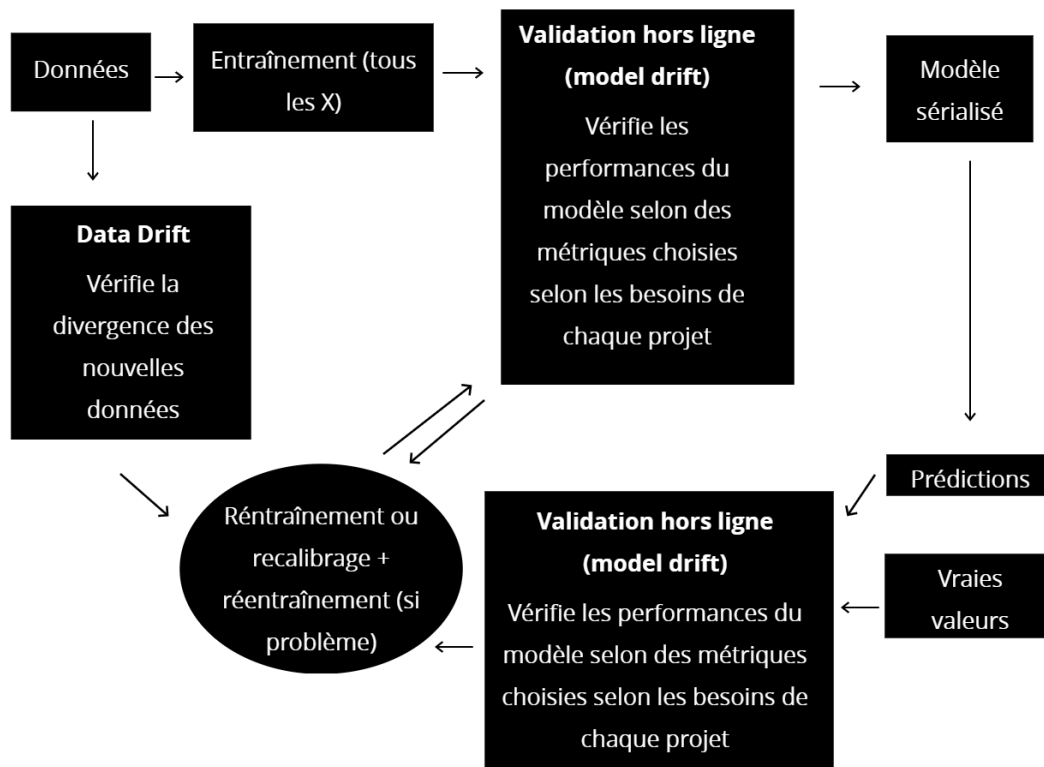 Données
Entraînement (tous
les X)
Validation hors ligne
(model drift)
Vérifie les
performances du
modèle selon des
métriques choisies
selon les besoins de
chaque projet
Modèle
sérialisé
Data Drift
Vérifie la
divergence des
nouvelles
données
Réntraînement ou
recalibrage +
réentraînement (si
problème)
Validation hors ligne
(model drift)
Vérifie les performances du
modèle selon des métriques
choisies selon les besoins de
chaque projet
Prédictions
Vraies
valeurs